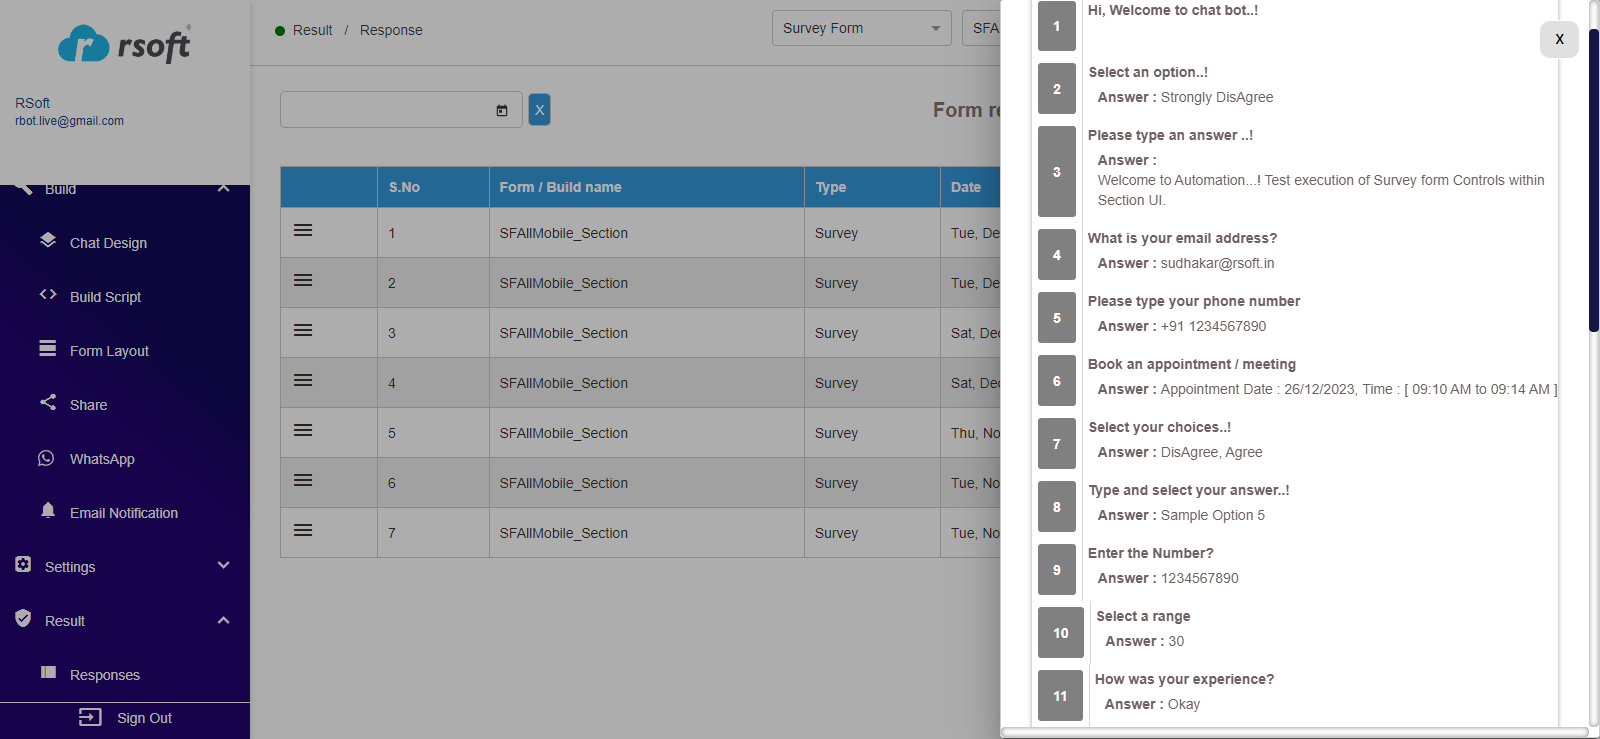 rsoft
RSoft
rbot.live@gmail.com
Build
Chat Design
Build Script
Form Layout
Share
WhatsApp
Email Notification
Settings
Result
Responses
Sign Out
Result / Response
Survey Form
SFA
X
Form re
S.No Form / Build name Type Date
1 SFAllMobile_Section Survey Tue, De
2 SFAllMobile_Section Survey Tue, De
3 SFAllMobile_Section Survey Sat, Dec
4 SFAllMobile_Section Survey Sat, Dec
5 SFAllMobile_Section Survey Thu, No
6 SFAllMobile_Section Survey Tue, No
7 SFAllMobile_Section Survey Tue, No
X
1 Hi, Welcome to chat bot..!
2 Select an option..!
Answer : Strongly DisAgree
3 Please type an answer ..!
Answer :
Welcome to Automation...! Test execution of Survey form Controls within
Section UI.
4 What is your email address?
Answer : sudhakar@rsoft.in
5 Please type your phone number
Answer : +91 1234567890
6 Book an appointment / meeting
Answer : Appointment Date : 26/12/2023, Time : [ 09:10 AM to 09:14 AM ]
7 Select your choices..!
Answer : DisAgree, Agree
8 Type and select your answer..!
Answer : Sample Option 5
9 Enter the Number?
Answer : 1234567890
10 Select a range
Answer : 30
11 How was your experience?
Answer : Okay